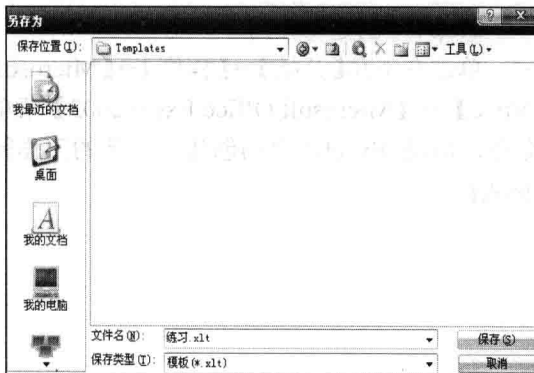 另存为
保存位置(I): Templates 工具(L)
我最近的文档
桌面
我的文档
我的电脑
文件名(N): 练习.xlt 保存(S)
保存类型(T): 模板(*.xlt) 取消